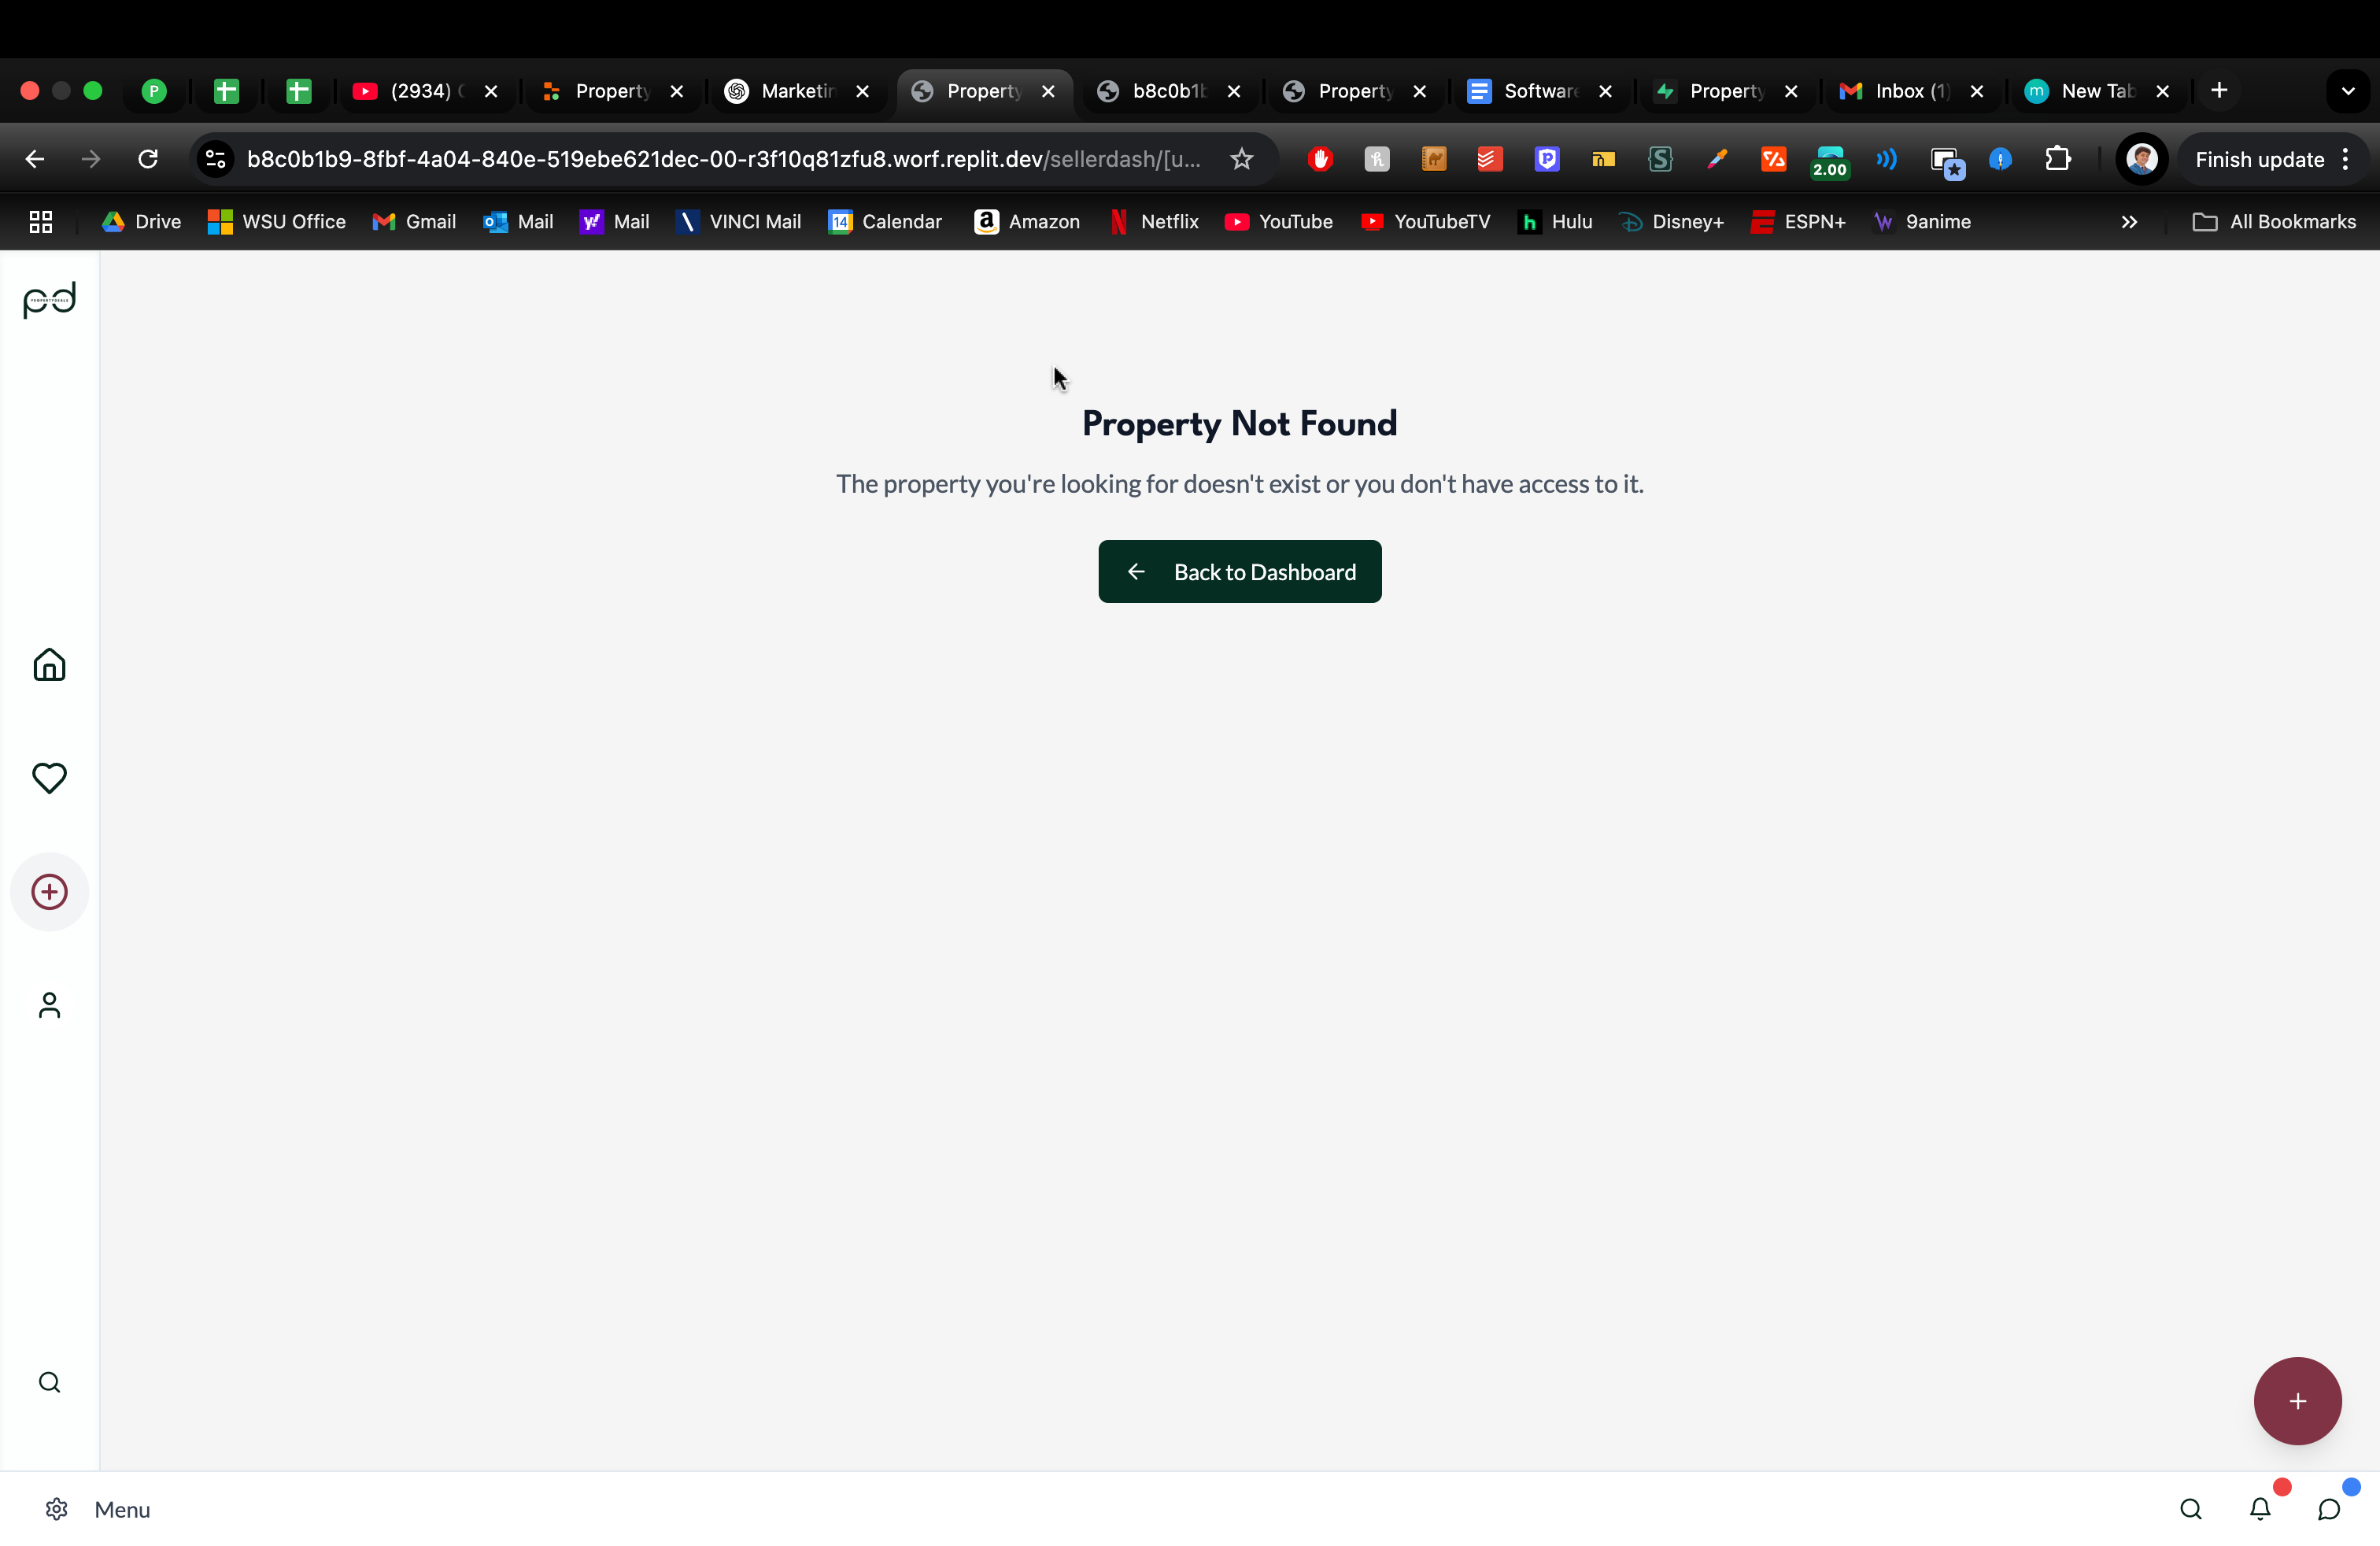 P (2934) Property Marketin Property b8c0b1b Property Software Property Inbox (1) New Tab
b8c0b1b9-8fbf-4a04-840e-519ebe621dec-00-r3f10q81zfu8.worf.replit.dev/sellerdash/[u... 2.00 Finish update
Drive WSU Office Gmail Mail Mail VINCI Mail 14 Calendar Amazon Netflix YouTube YouTubeTV Hulu Disney+ ESPN+ 9anime All Bookmarks
pd
Property Not Found
The property you're looking for doesn't exist or you don't have access to it.
Back to Dashboard
Menu